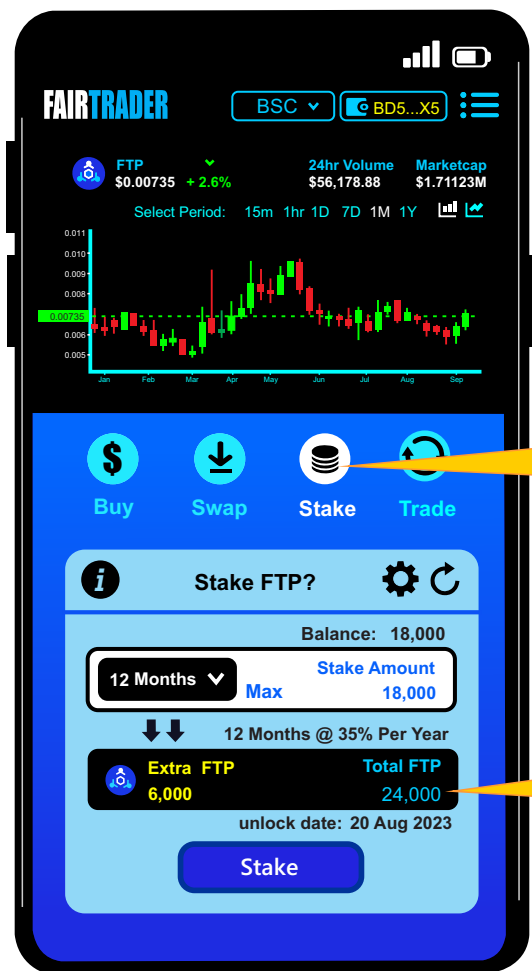 FAIRTRADER BSC BD5...X5
FTP 24hr Volume Marketcap
$0.00735 + 2.6% $56,178.88 $1.71123M
Select Period: 15m 1hr 1D 7D 1M 1Y
0.011
0.010
0.009
0.008
0.00735
0.006
0.005
Jan Feb Mar Apr May Jun Jul Aug Sep
$
Buy Swap Stake Trade
i Stake FTP?
Balance: 18,000
12 Months Stake Amount
Max 18,000
12 Months @ 35% Per Year
Extra FTP Total FTP
6,000 24,000
unlock date: 20 Aug 2023
Stake